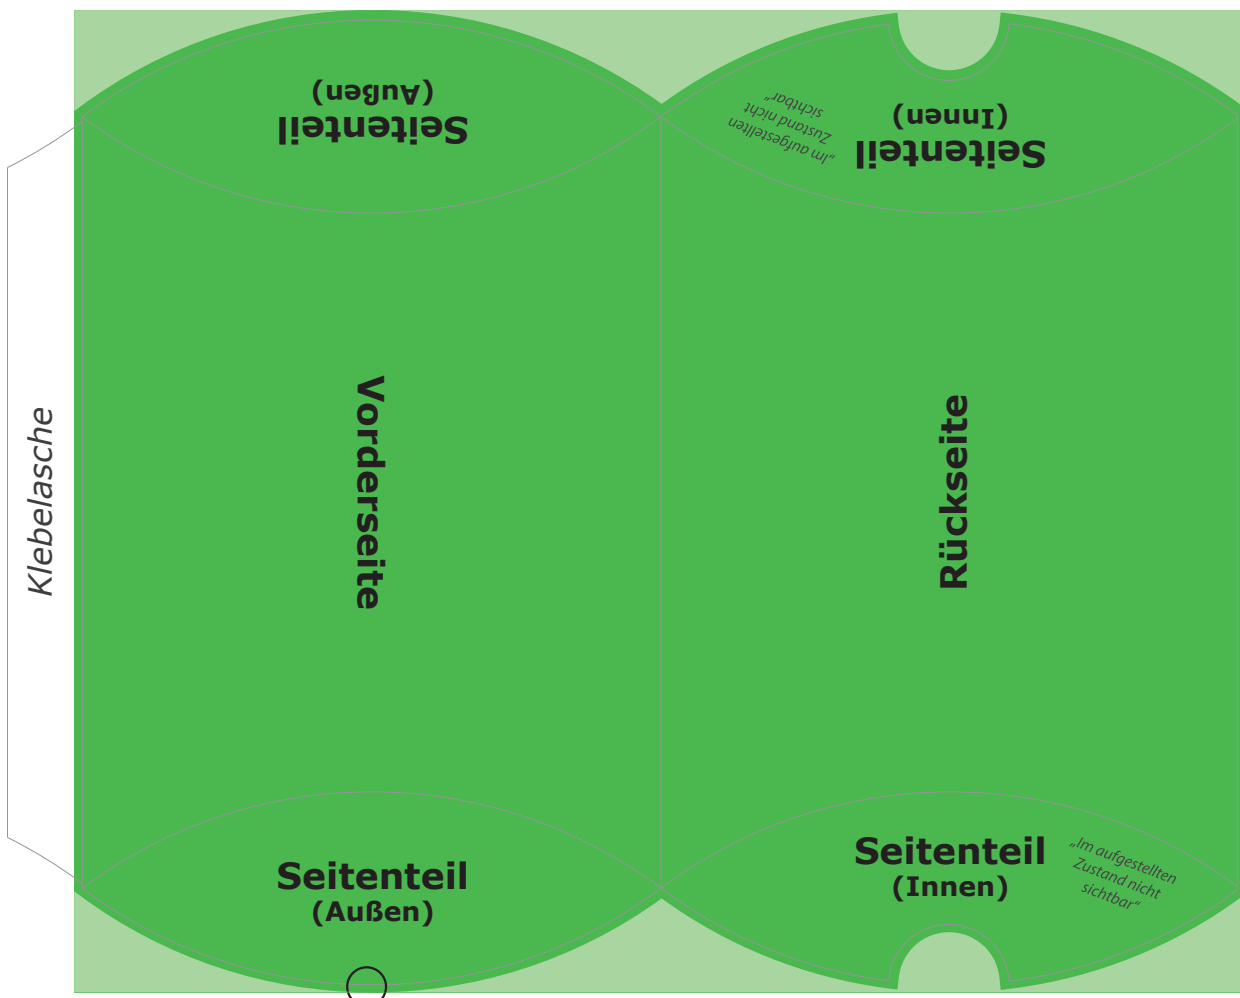 Seitenteil
(Außen)
Seitenteil
(Innen)
„Im aufgestellten
Zustand nicht
sichtbar“
Klebelasche
Vorderseite
Rückseite
Seitenteil
(Außen)
Seitenteil
(Innen)
„Im aufgestellten
Zustand nicht
sichtbar“